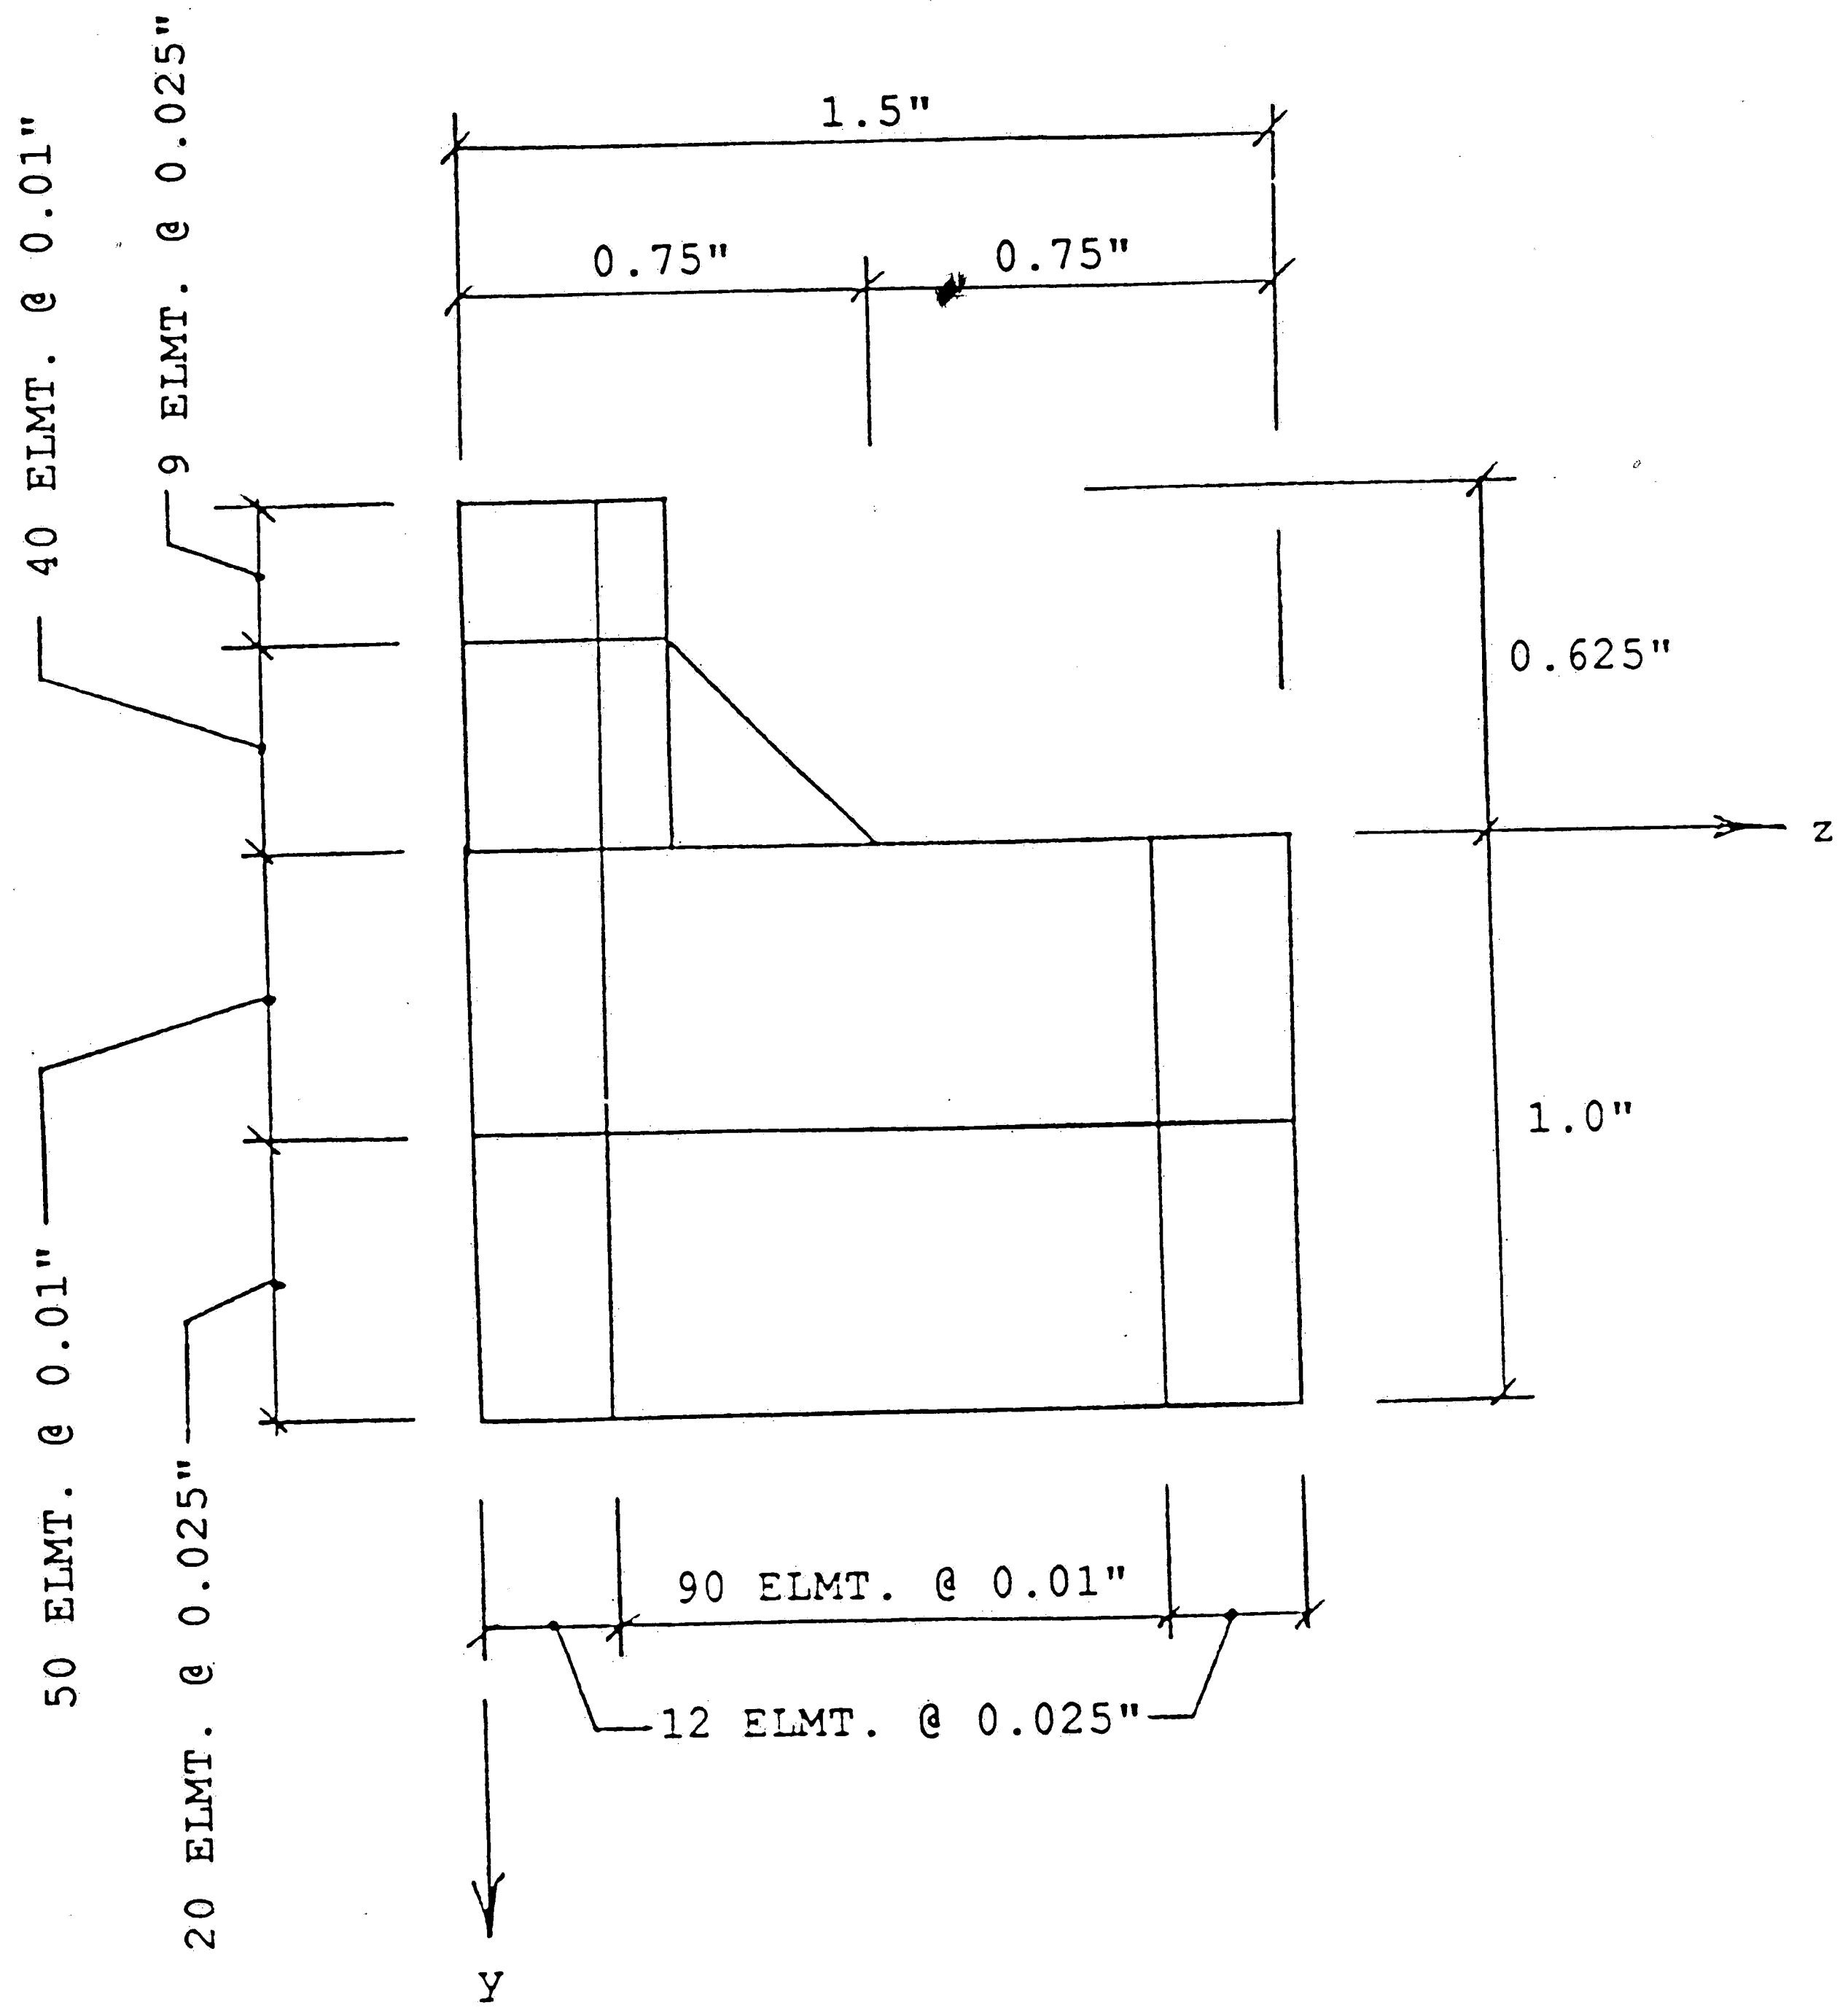 1.5"
0.75"
0.75"
40 ELMT. @ 0.01"
9 ELMT. @ 0.025"
0.625"
z
1.0"
50 ELMT. @ 0.01"
20 ELMT. @ 0.025"
90 ELMT. @ 0.01"
12 ELMT. @ 0.025"
Y